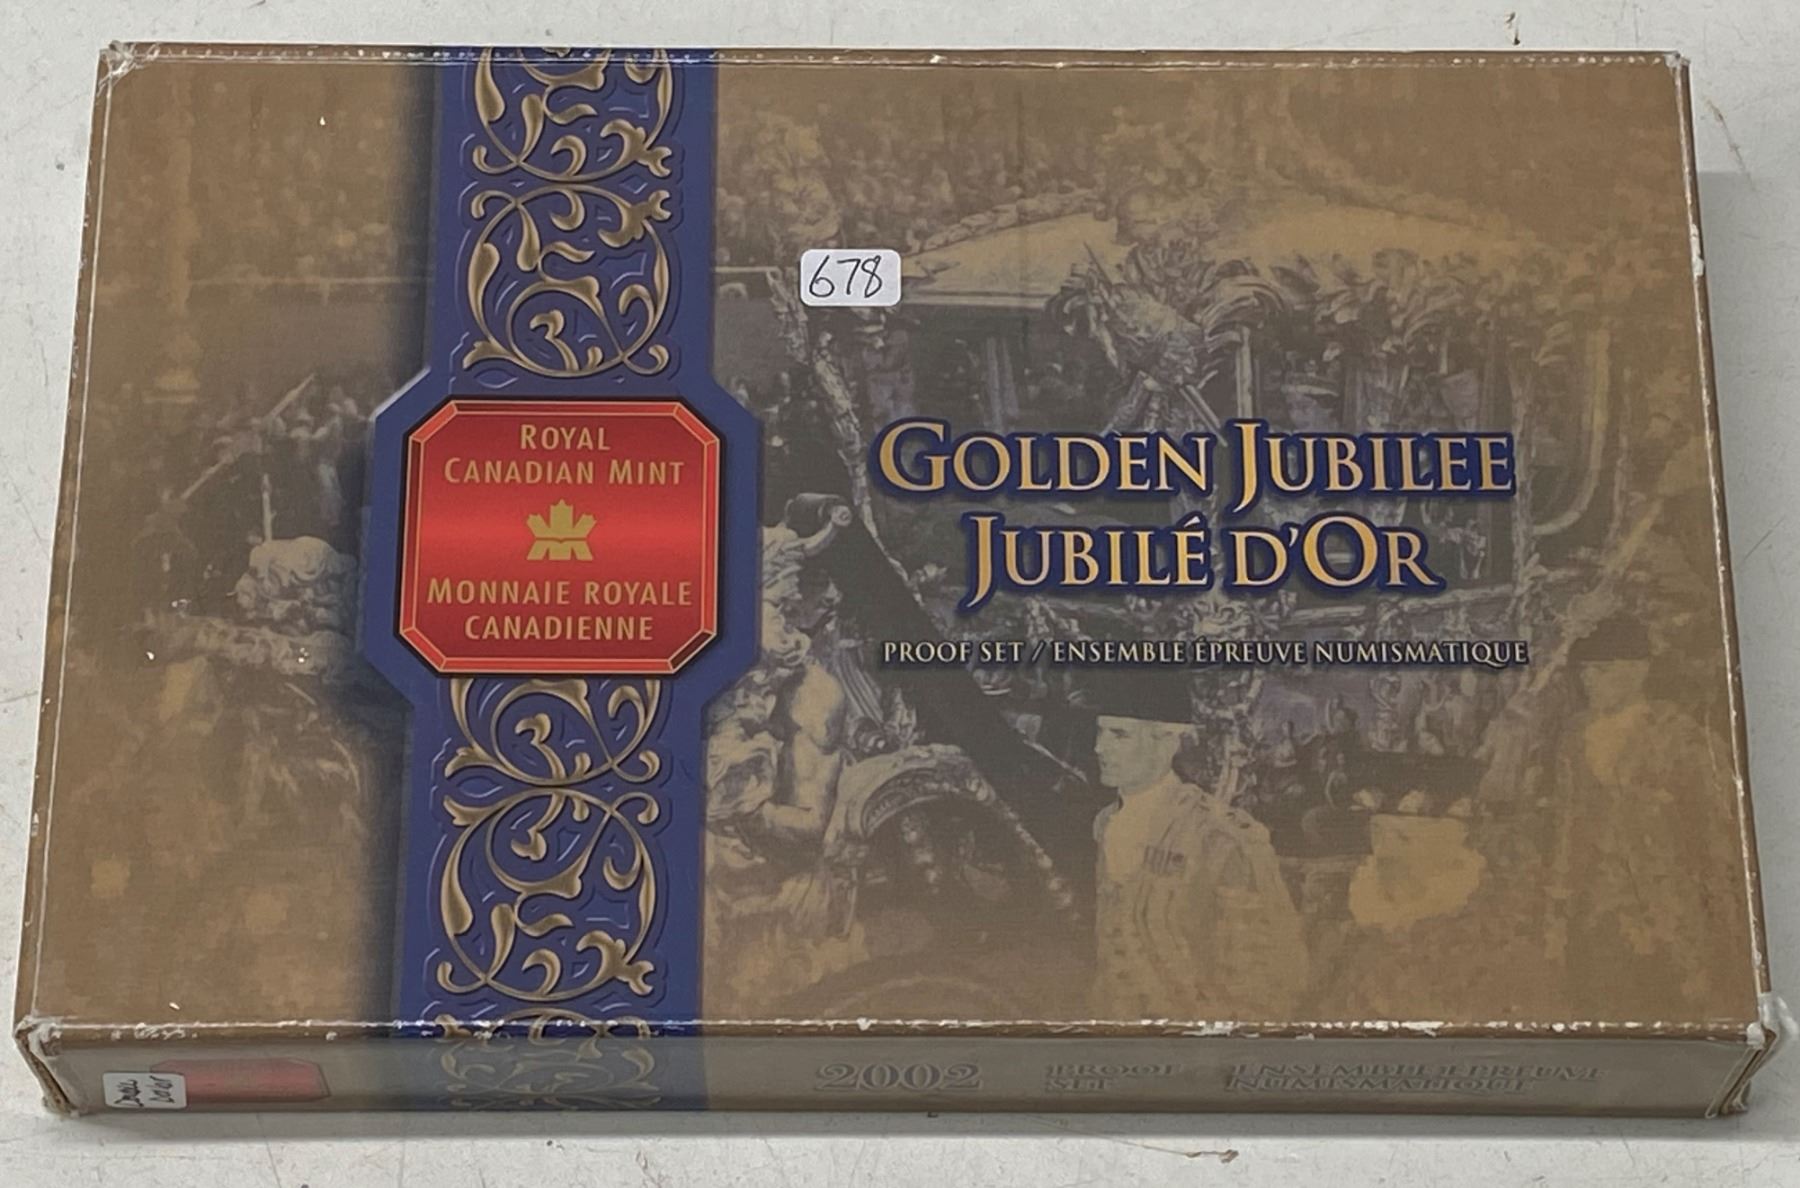 678
ROYAL
CANADIAN MINT
MONNAIE ROYALE
CANADIENNE
GOLDEN JUBILEE
JUBILÉ D'OR
PROOF SET / ENSEMBLE ÉPREUVE NUMISMATIQUE
2002 PROOF SET ENSEMBLE ÉPREUVE NUMISMATIQUE